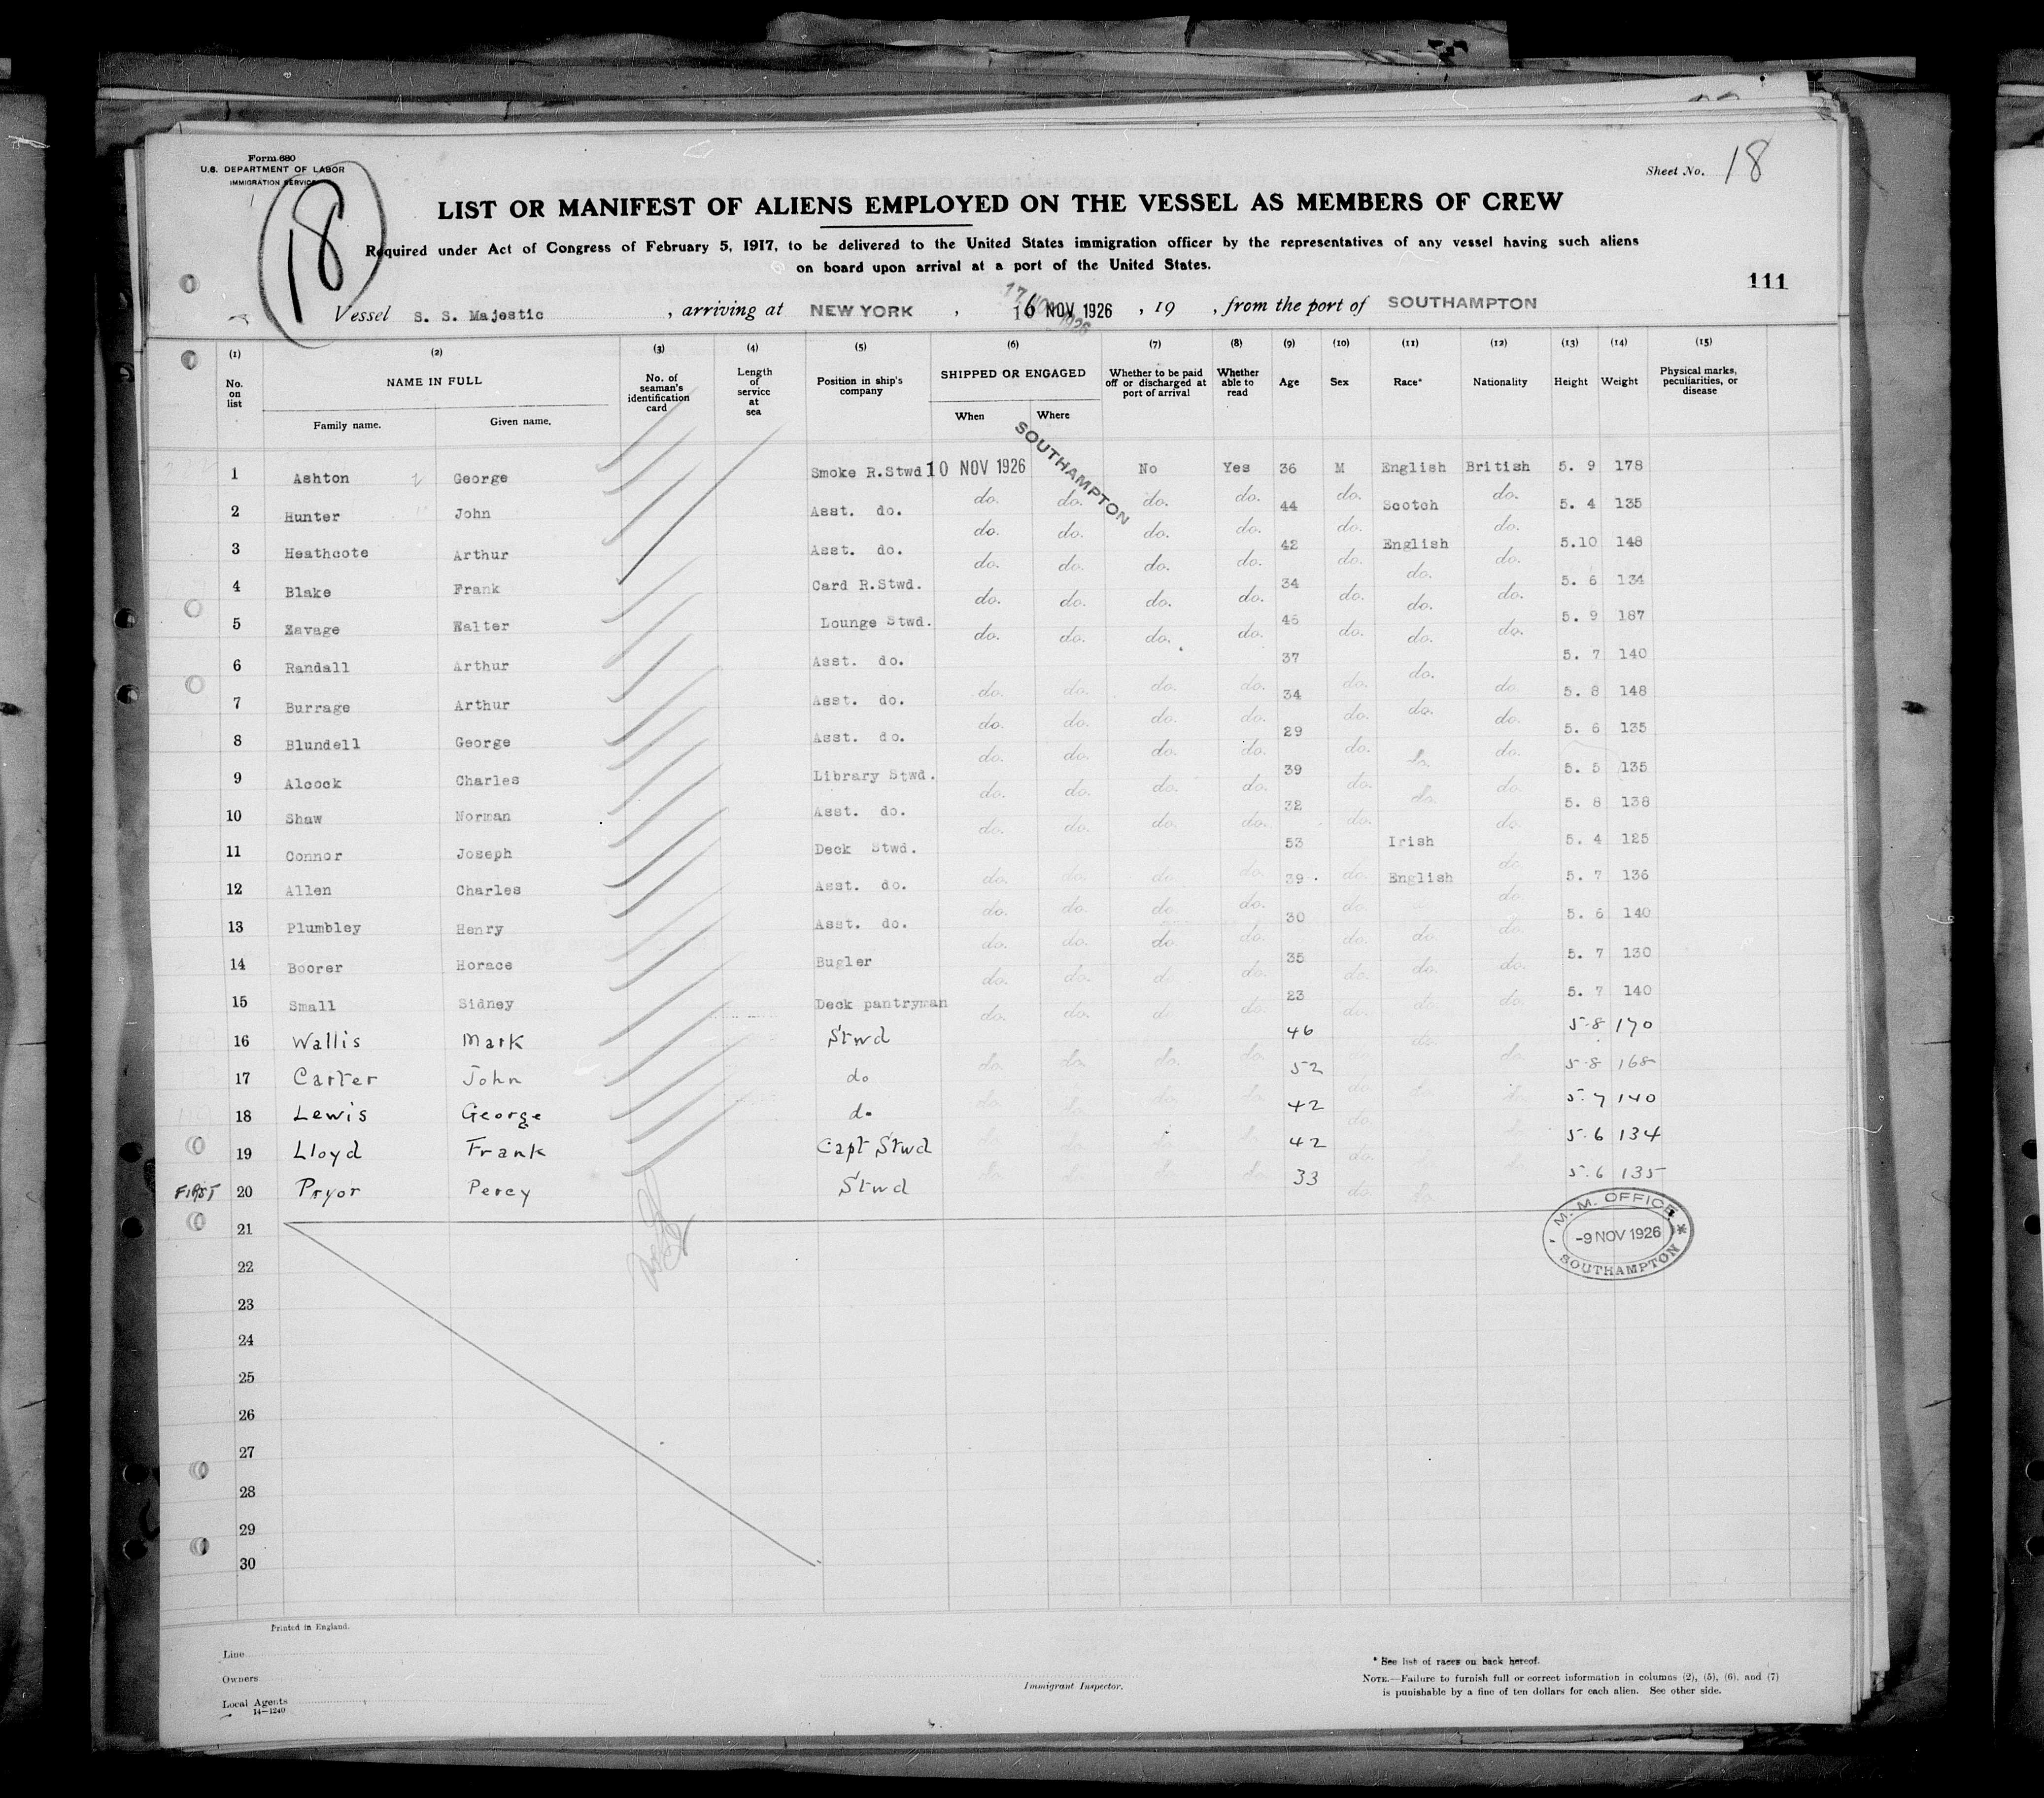 Form 680
U.S. DEPARTMENT OF LABOR
IMMIGRATION SERVICE
18
Sheet No. 18
LIST OR MANIFEST OF ALIENS EMPLOYED ON THE VESSEL AS MEMBERS OF CREW
Required under Act of Congress of February 5, 1917, to be delivered to the United States immigration officer by the representatives of any vessel having such aliens
on board upon arrival at a port of the United States.
111
Vessel S. S. Majestic, arriving at NEW YORK, 16 NOV 1926, 19 , from the port of SOUTHAMPTON
17 1926
(1) (2) (3) (4) (5) (6) (7) (8) (9) (10) (11) (12) (13) (14) (15)
No. on list NAME IN FULL No. of seaman's identification card Length of service at sea Position in ship's company SHIPPED OR ENGAGED Whether to be paid off or discharged at port of arrival Whether able to read Age Sex Race* Nationality Height Weight Physical marks, peculiarities, or disease
Family name. Given name. When Where
SOUTHAMPTON
1 Ashton George Smoke R.Stwd 10 NOV 1926 No Yes 36 M English British 5. 9 178
2 Hunter John Asst. do. do. do. do. do. 44 do. Scotch do. 5. 4 135
3 Heathcote Arthur Asst. do. do. do. do. do. 42 do. English do. 5.10 148
4 Blake Frank Card R.Stwd. do. do. do. do. 34 do. do. do. 5. 6 134
5 Zavage Walter Lounge Stwd. do. do. do. do. 46 do. do. do. 5. 9 187
6 Randall Arthur Asst. do. do. do. do. do. 37 do. do. do. 5. 7 140
7 Burrage Arthur Asst. do. do. do. do. do. 34 do. do. do 5. 8 148
8 Blundell George Asst. do. do. do. do. do. 29 do. do. do. 5. 6 135
9 Alcock Charles Library Stwd. do. do. do. do. 39 do. do. do. 5. 5 135
10 Shaw Norman Asst. do. do. do. do. do. 32 do. do. do. 5. 8 138
11 Connor Joseph Deck Stwd. do. do. do. do. 53 do. Irish do. 5. 4 125
12 Allen Charles Asst. do. do. do. do. do. 39 do. English do. 5. 7 136
13 Plumbley Henry Asst. do. do. do. do. do. 30 do. do. 5. 6 140
14 Boorer Horace Bugler do. do. do do. 35 do. do. do. 5. 7 130
15 Small Sidney Deck pantryman do. do. do. do. 23 do. do. do. 5. 7 140
16 Wallis Mark Stwd do. do. do. do. 46 do. do. do. 5.8 170
17 Carter John do do. do. do. do. 52 do. do. 5.8 168
18 Lewis George do 42 do. 5.7 140
19 Lloyd Frank Capt Stwd 42 do. 5.6 134
FIRST 20 Pryor Percy Stwd 33 do. 5.6 135
M. M. OFFICE
-9 NOV 1926
SOUTHAMPTON
21
22
23
24
25
26
27
28
29
30
Printed in England.
Line
Owners
Local Agents
14—1240
Immigrant Inspector.
* See list of races on back hereof.
NOTE.—Failure to furnish full or correct information in columns (2), (5), (6), and (7)
is punishable by a fine of ten dollars for each alien. See other side.